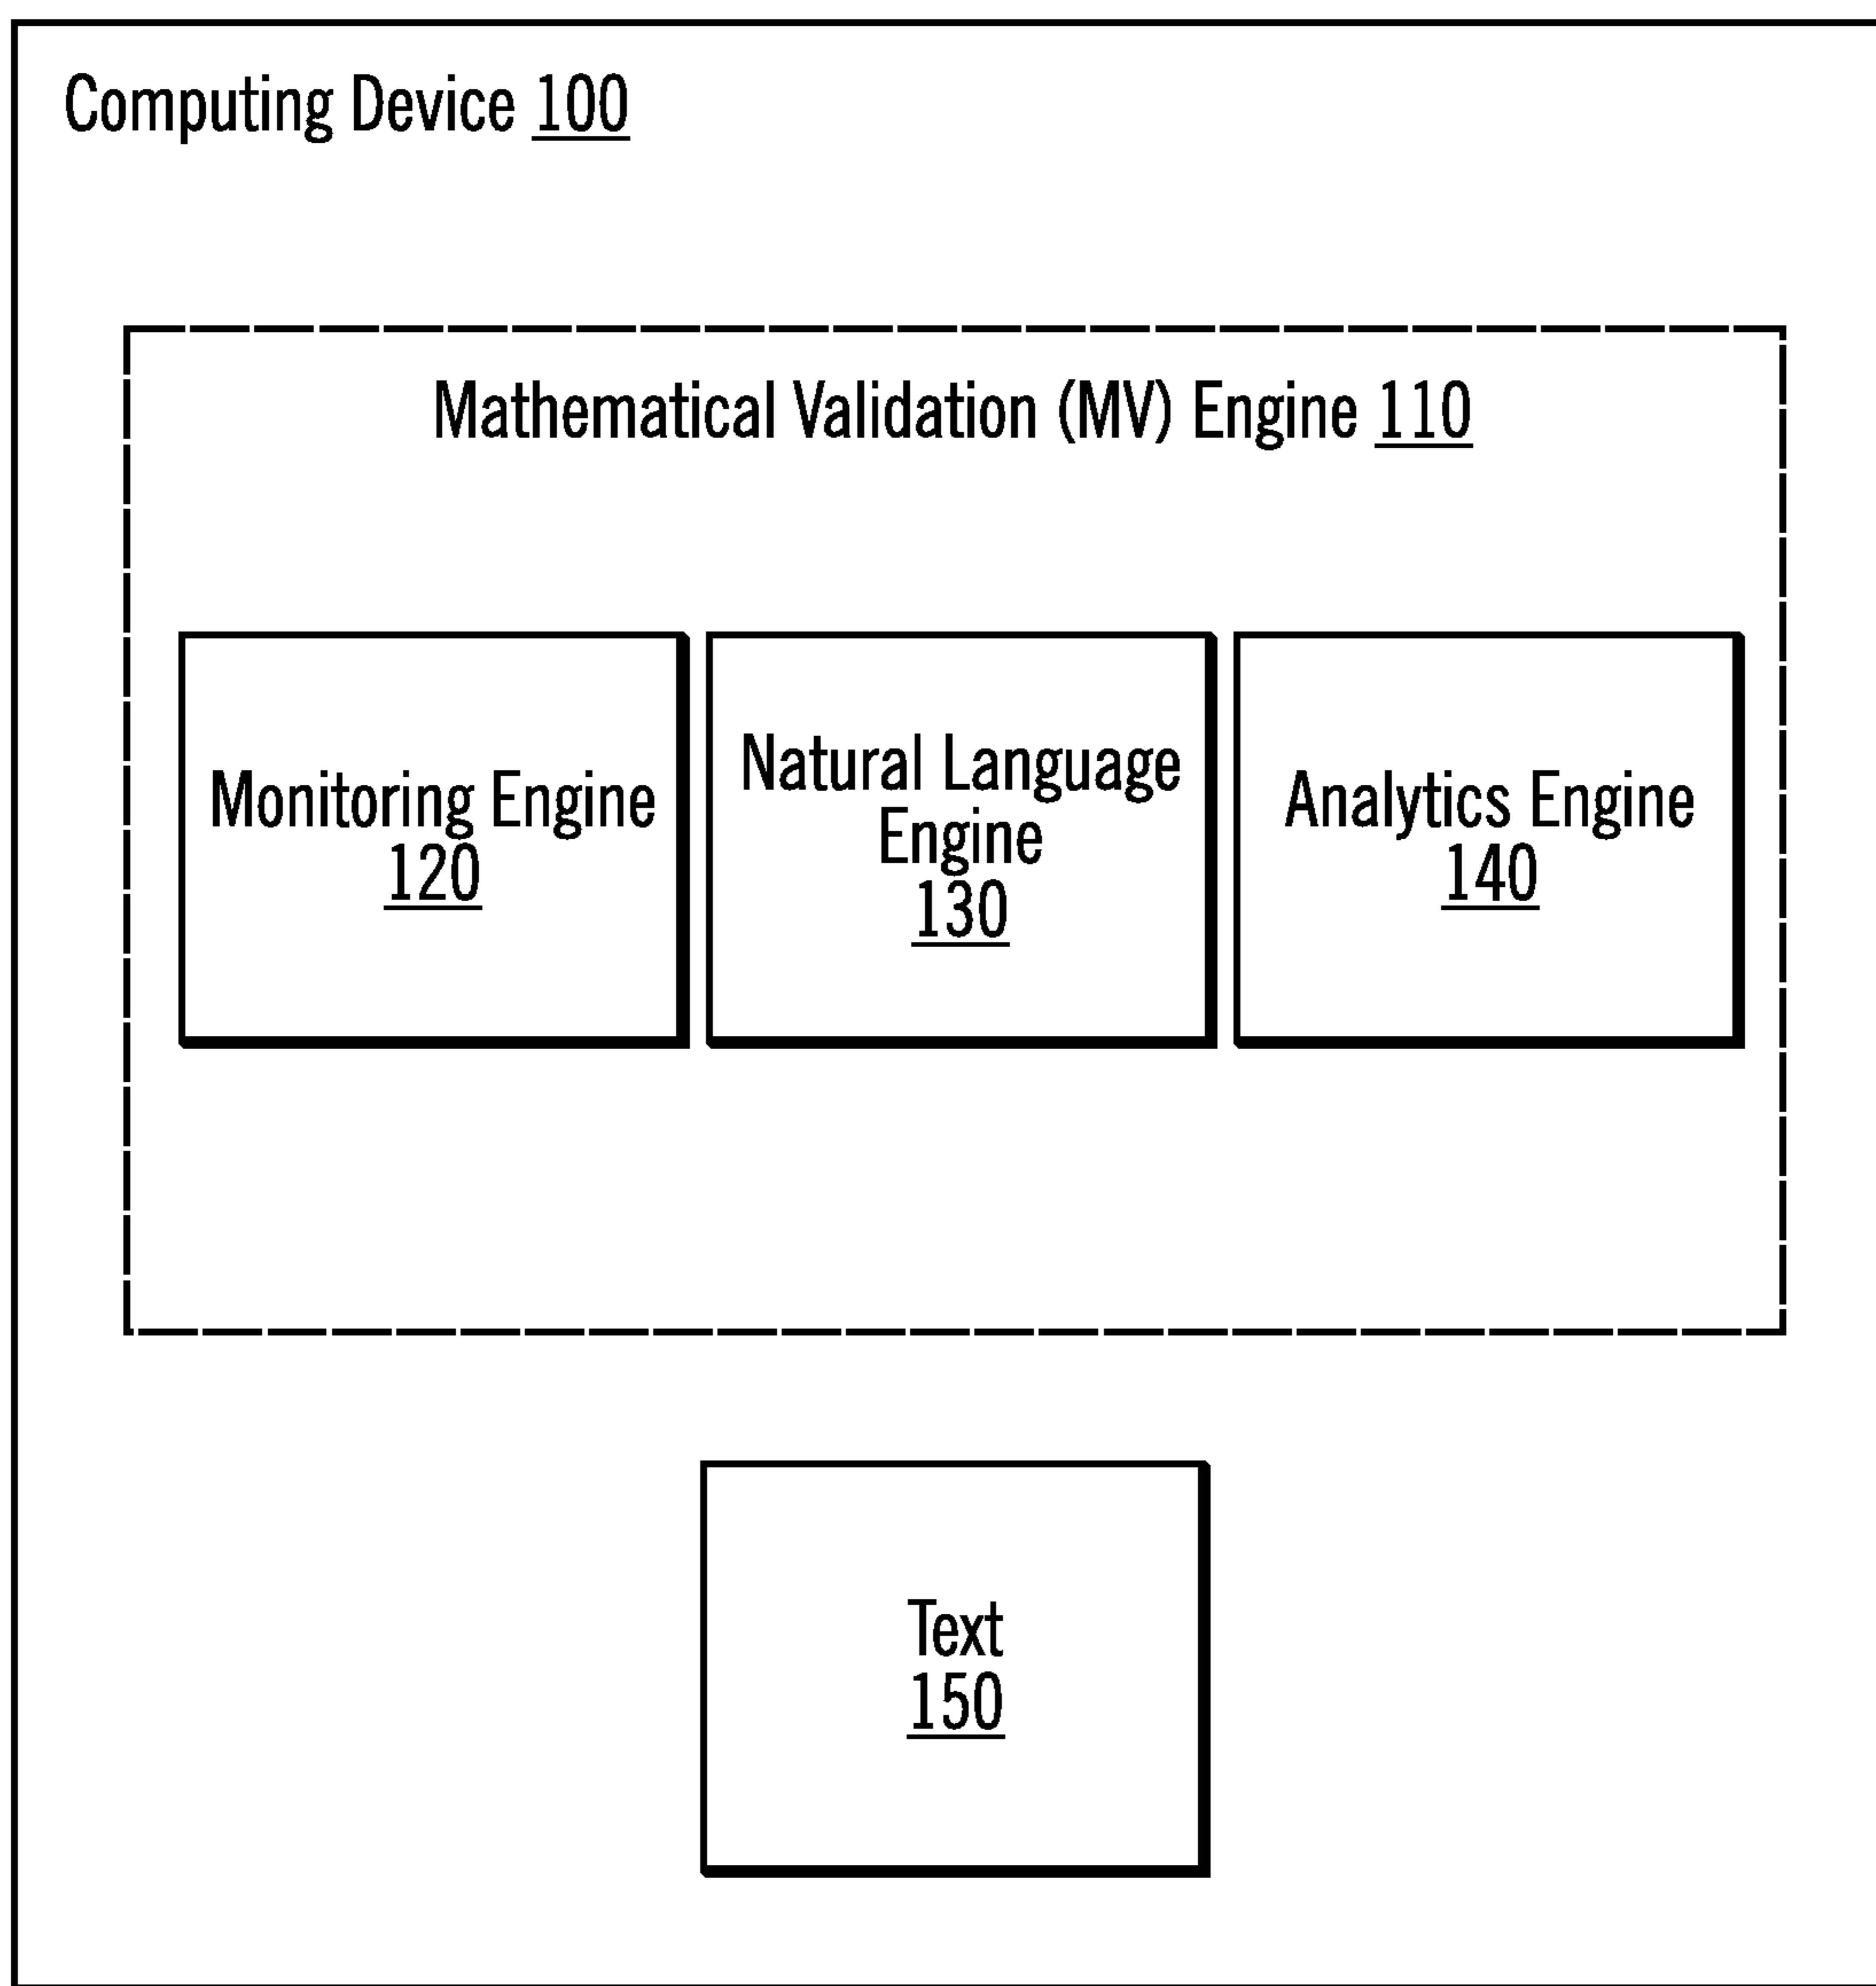 Computing Device 100
Mathematical Validation (MV) Engine 110
Monitoring Engine
120
Natural Language
Engine
130
Analytics Engine
140
Text
150